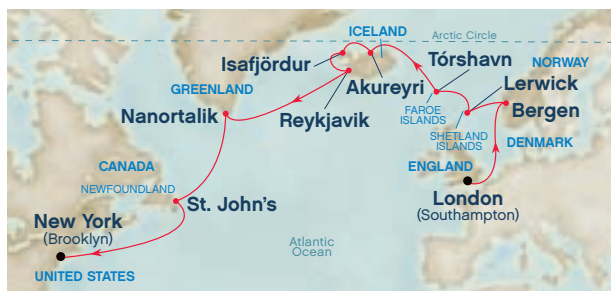 ICELAND
Arctic Circle
Isafjördur
Tórshavn
NORWAY
Akureyri
Lerwick
GREENLAND
FAROE
ISLANDS
Bergen
Nanortalik
Reykjavik
SHETLAND
ISLANDS
DENMARK
CANADA
ENGLAND
NEWFOUNDLAND
London
(Southampton)
St. John's
New York
(Brooklyn)
Atlantic
Ocean
UNITED STATES